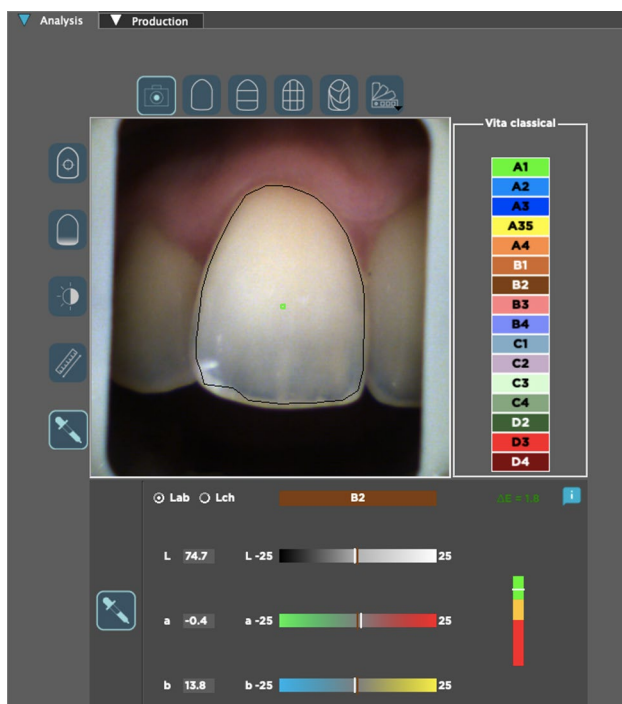 Analysis Production
Vita classical
A1
A2
A3
A35
A4
B1
B2
B3
B4
C1
C2
C3
C4
D2
D3
D4
Lab Lch B2 ΔE = 1.8 i
L 74.7 L -25 25
a -0.4 a -25 25
b 13.8 b -25 25